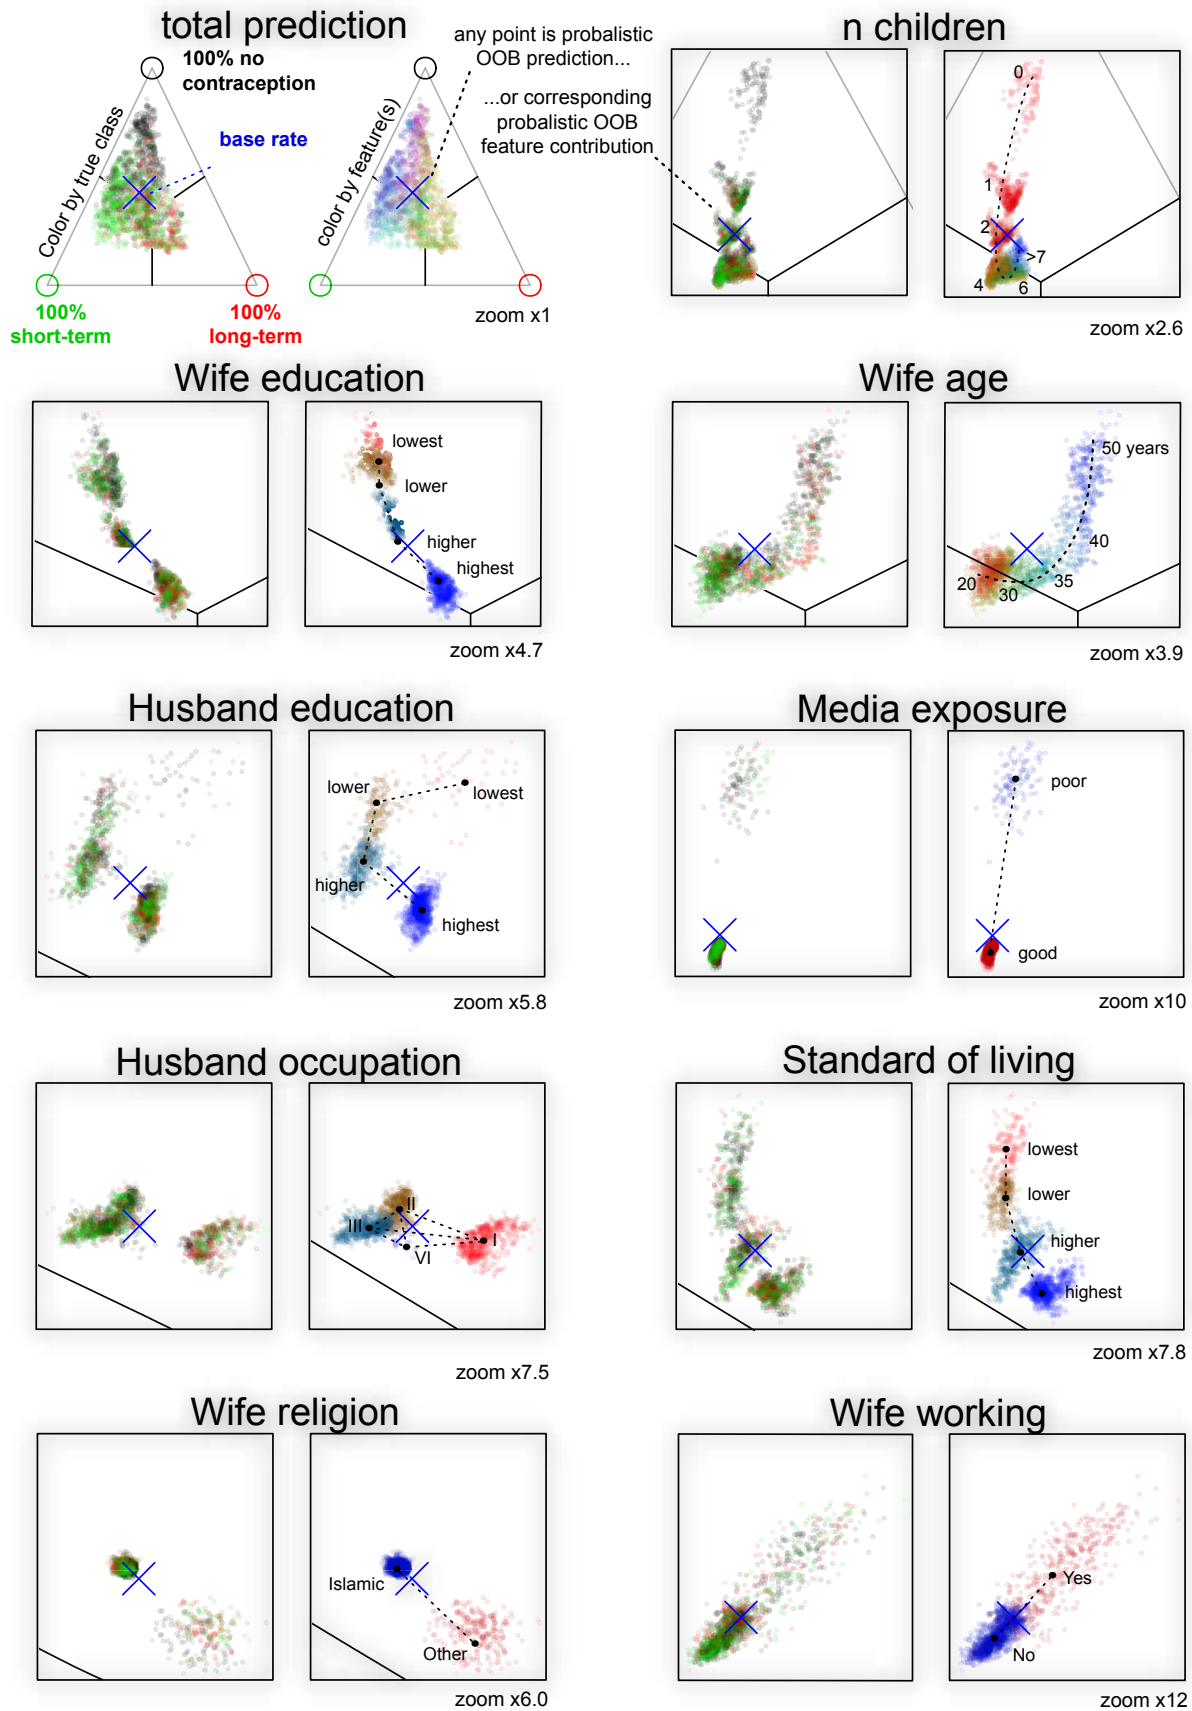 total prediction
100% no
contraception
Color by true class
base rate
100%
short-term
100%
long-term
color by feature(s)
any point is probalistic
OOB prediction...
...or corresponding
probalistic OOB
feature contribution
zoom x1
n children
0
1
2
>7
4
6
zoom x2.6
Wife education
lowest
lower
higher
highest
zoom x4.7
Wife age
50 years
40
35
30
20
zoom x3.9
Husband education
lower
lowest
higher
highest
zoom x5.8
Media exposure
poor
good
zoom x10
Husband occupation
II
III
I
VI
zoom x7.5
Standard of living
lowest
lower
higher
highest
zoom x7.8
Wife religion
Islamic
Other
zoom x6.0
Wife working
Yes
No
zoom x12